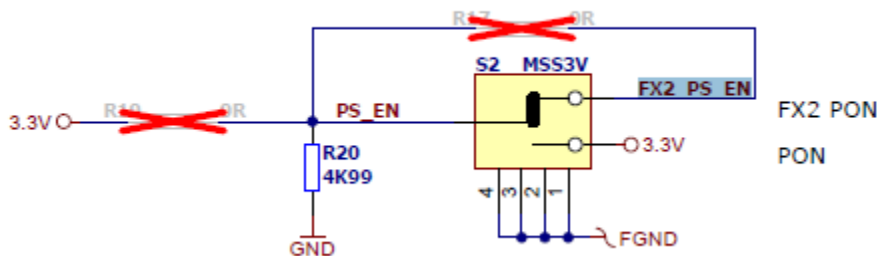 R17 0R
S2 MSS3V
FX2_PS_EN
FX2 PON
R19 0R
3.3V
PS_EN
3.3V
PON
R20
4K99
4 3 2 1
GND
FGND